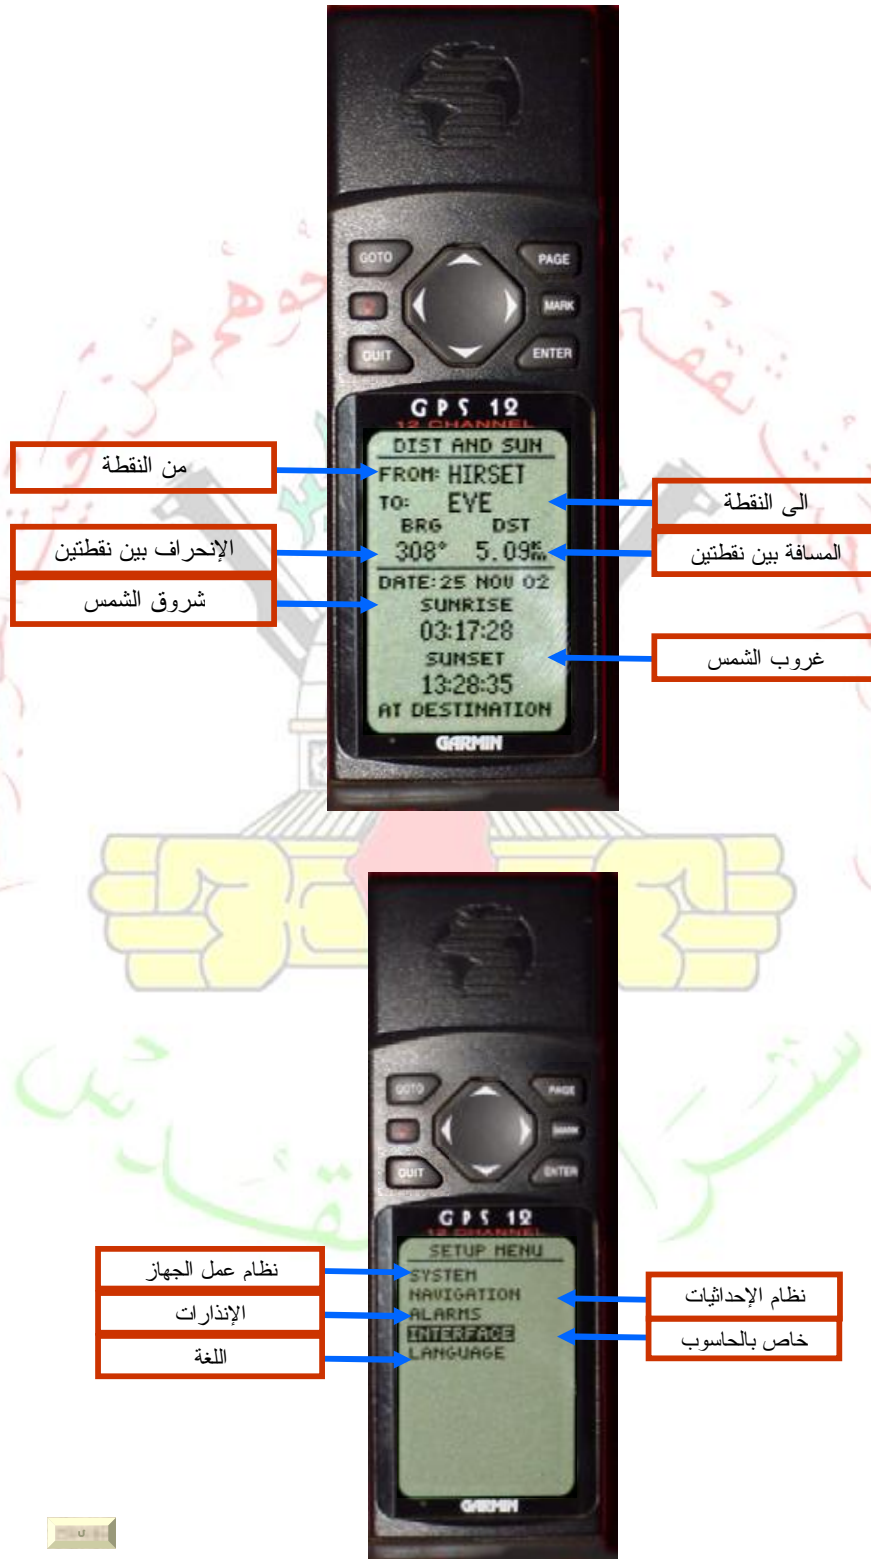 GOTO
PAGE
MARK
QUIT
ENTER
GPS 12
12 CHANNEL
DIST AND SUN
من النقطة
FROM: HIRSET
TO: EVE
الى النقطة
BRG DST
الإنحراف بين نقطتين
308° 5.09 km
المسافة بين نقطتين
DATE:25 NOV 02
شروق الشمس
SUNRISE
03:17:28
SUNSET
غروب الشمس
13:28:35
AT DESTINATION
GARMIN
GOTO
PAGE
MARK
QUIT
ENTER
GPS 12
12 CHANNEL
SETUP MENU
نظام عمل الجهاز
SYSTEM
NAVIGATION
نظام الإحداثيات
الإنذارات
ALARMS
INTERFACE
خاص بالحاسوب
اللغة
LANGUAGE
GARMIN